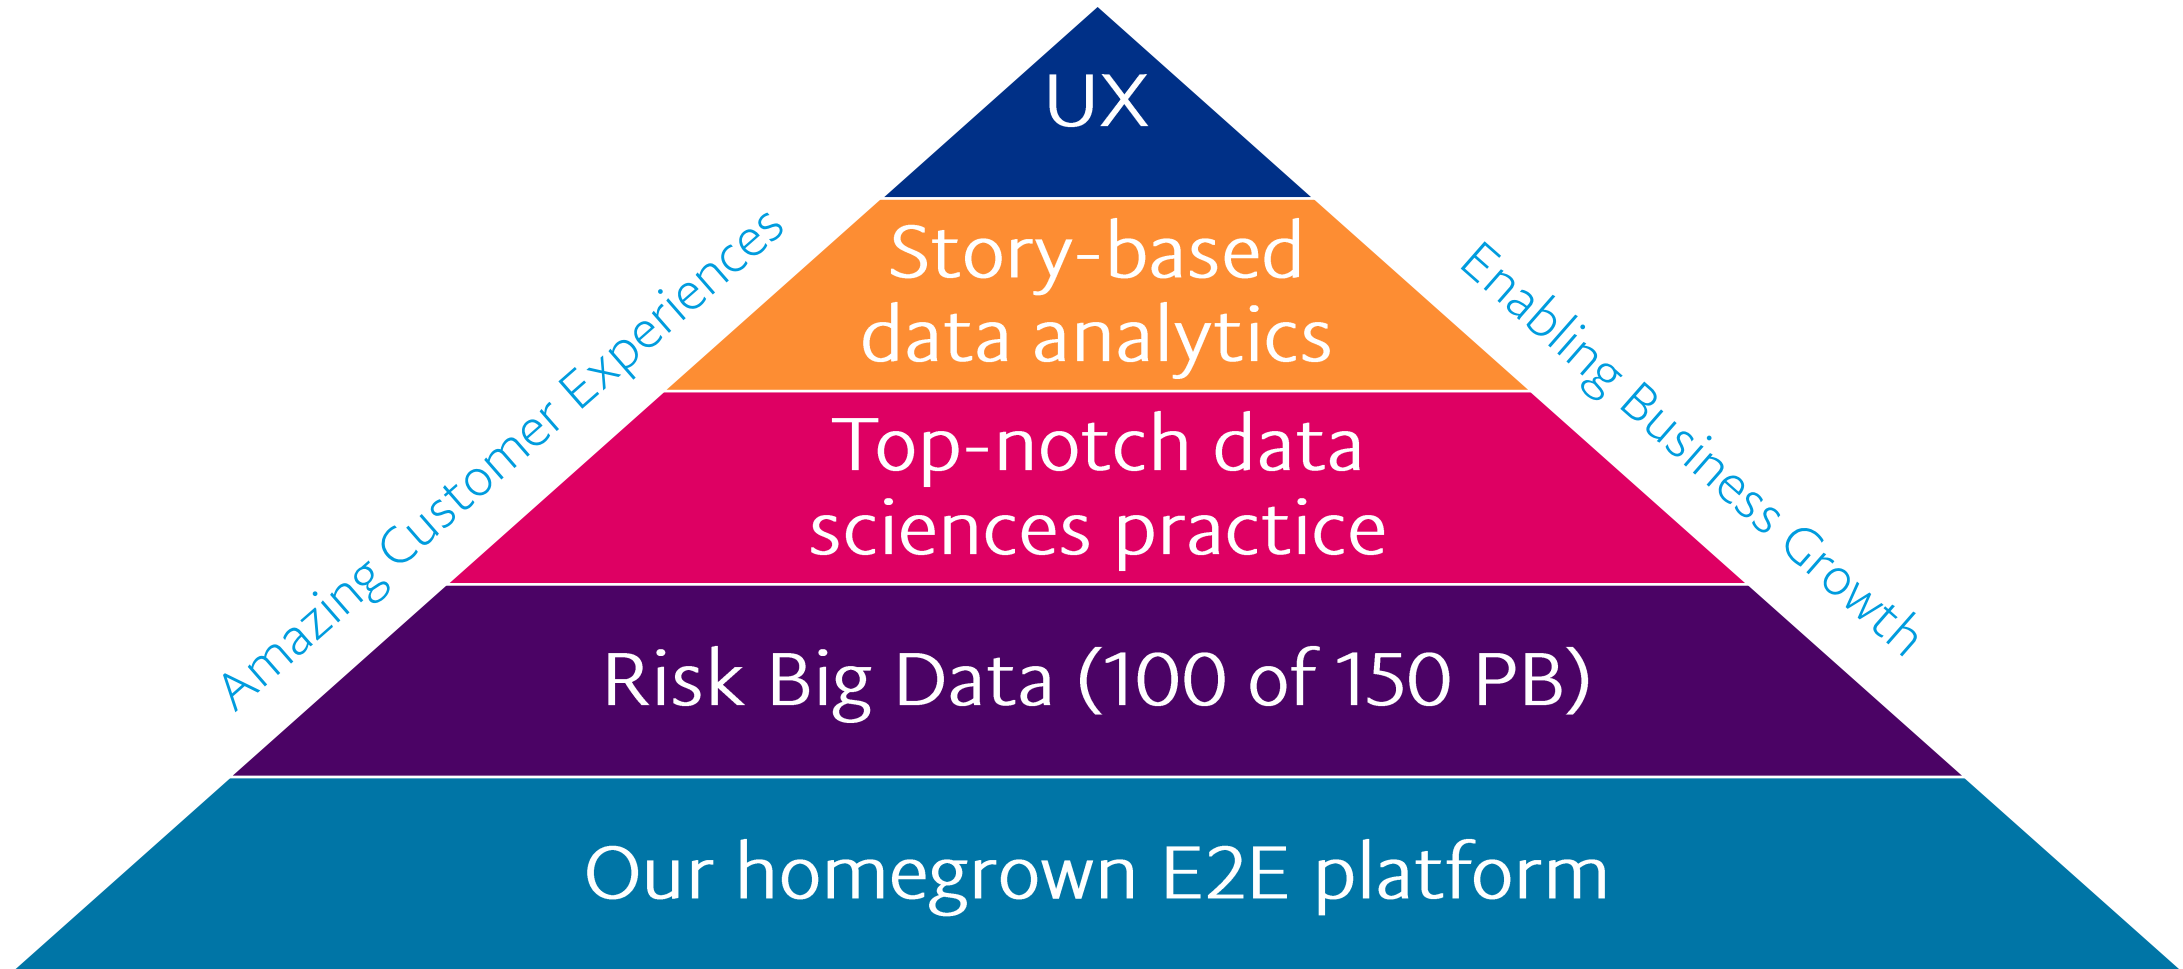 UX
Story-based
data analytics
Top-notch data
sciences practice
Risk Big Data (100 of 150 PB)
Our homegrown E2E platform
Amazing Customer Experiences
Enabling Business Growth